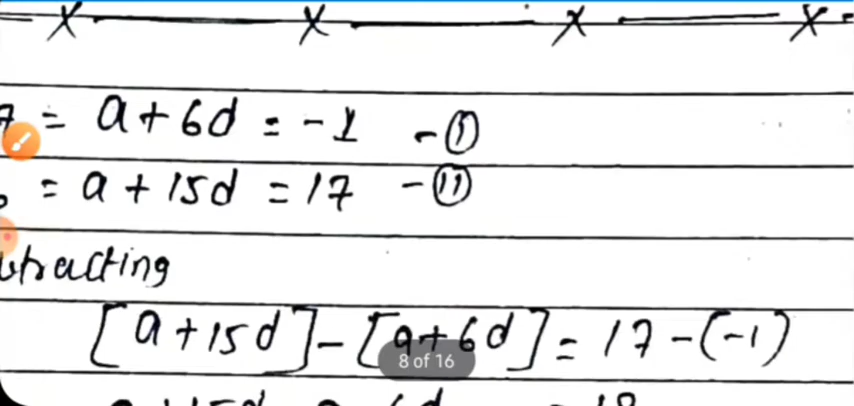 x x x x
7 = a + 6d = -1 -(i)
= a + 15d = 17 -(ii)
ubtracting
[a + 15d] - [a + 6d] = 17 - (-1)
8 of 16